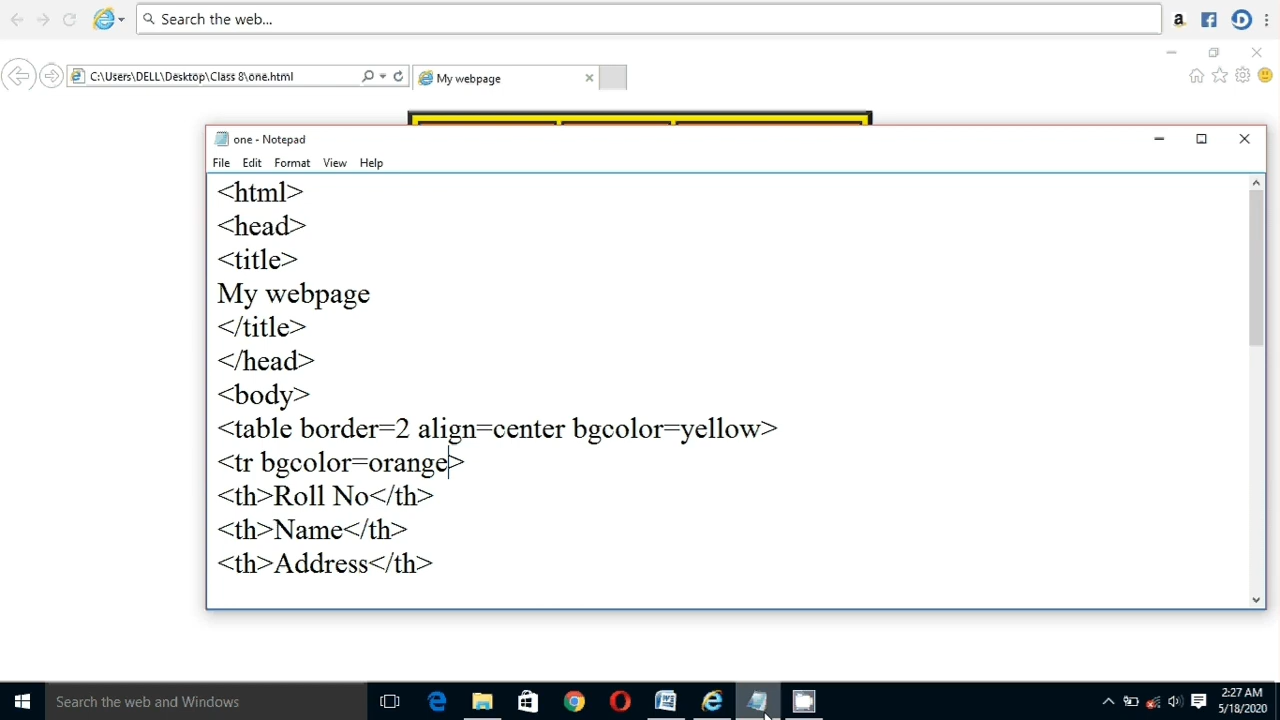 Search the web...
C:\Users\DELL\Desktop\Class 8\one.html
My webpage
one - Notepad
File Edit Format View Help
<html>
<head>
<title>
My webpage
</title>
</head>
<body>
<table border=2 align=center bgcolor=yellow>
<tr bgcolor=orange>
<th>Roll No</th>
<th>Name</th>
<th>Address</th>
Search the web and Windows
2:27 AM
5/18/2020